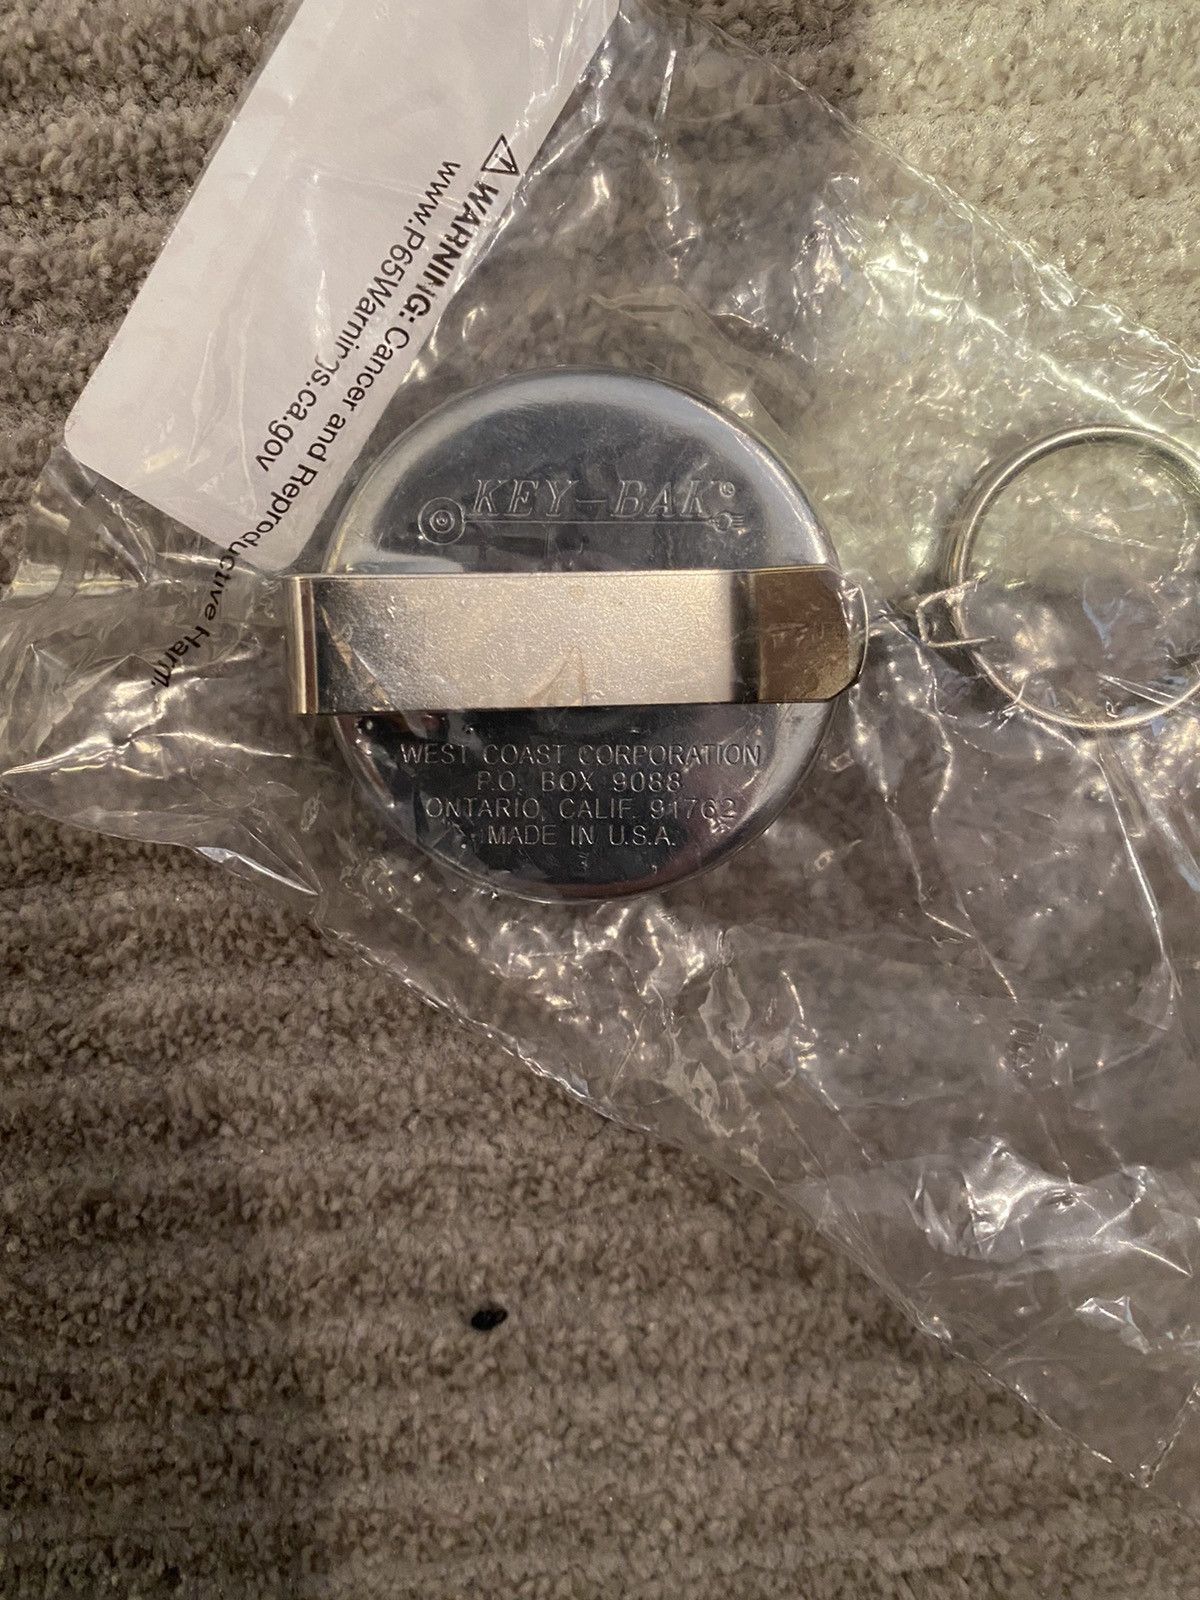 ⚠ WARNING: Cancer and Reproductive Harm.
www.P65Warnings.ca.gov
KEY-BAK®
WEST COAST CORPORATION
P.O. BOX 9088
ONTARIO, CALIF. 91762
MADE IN U.S.A.